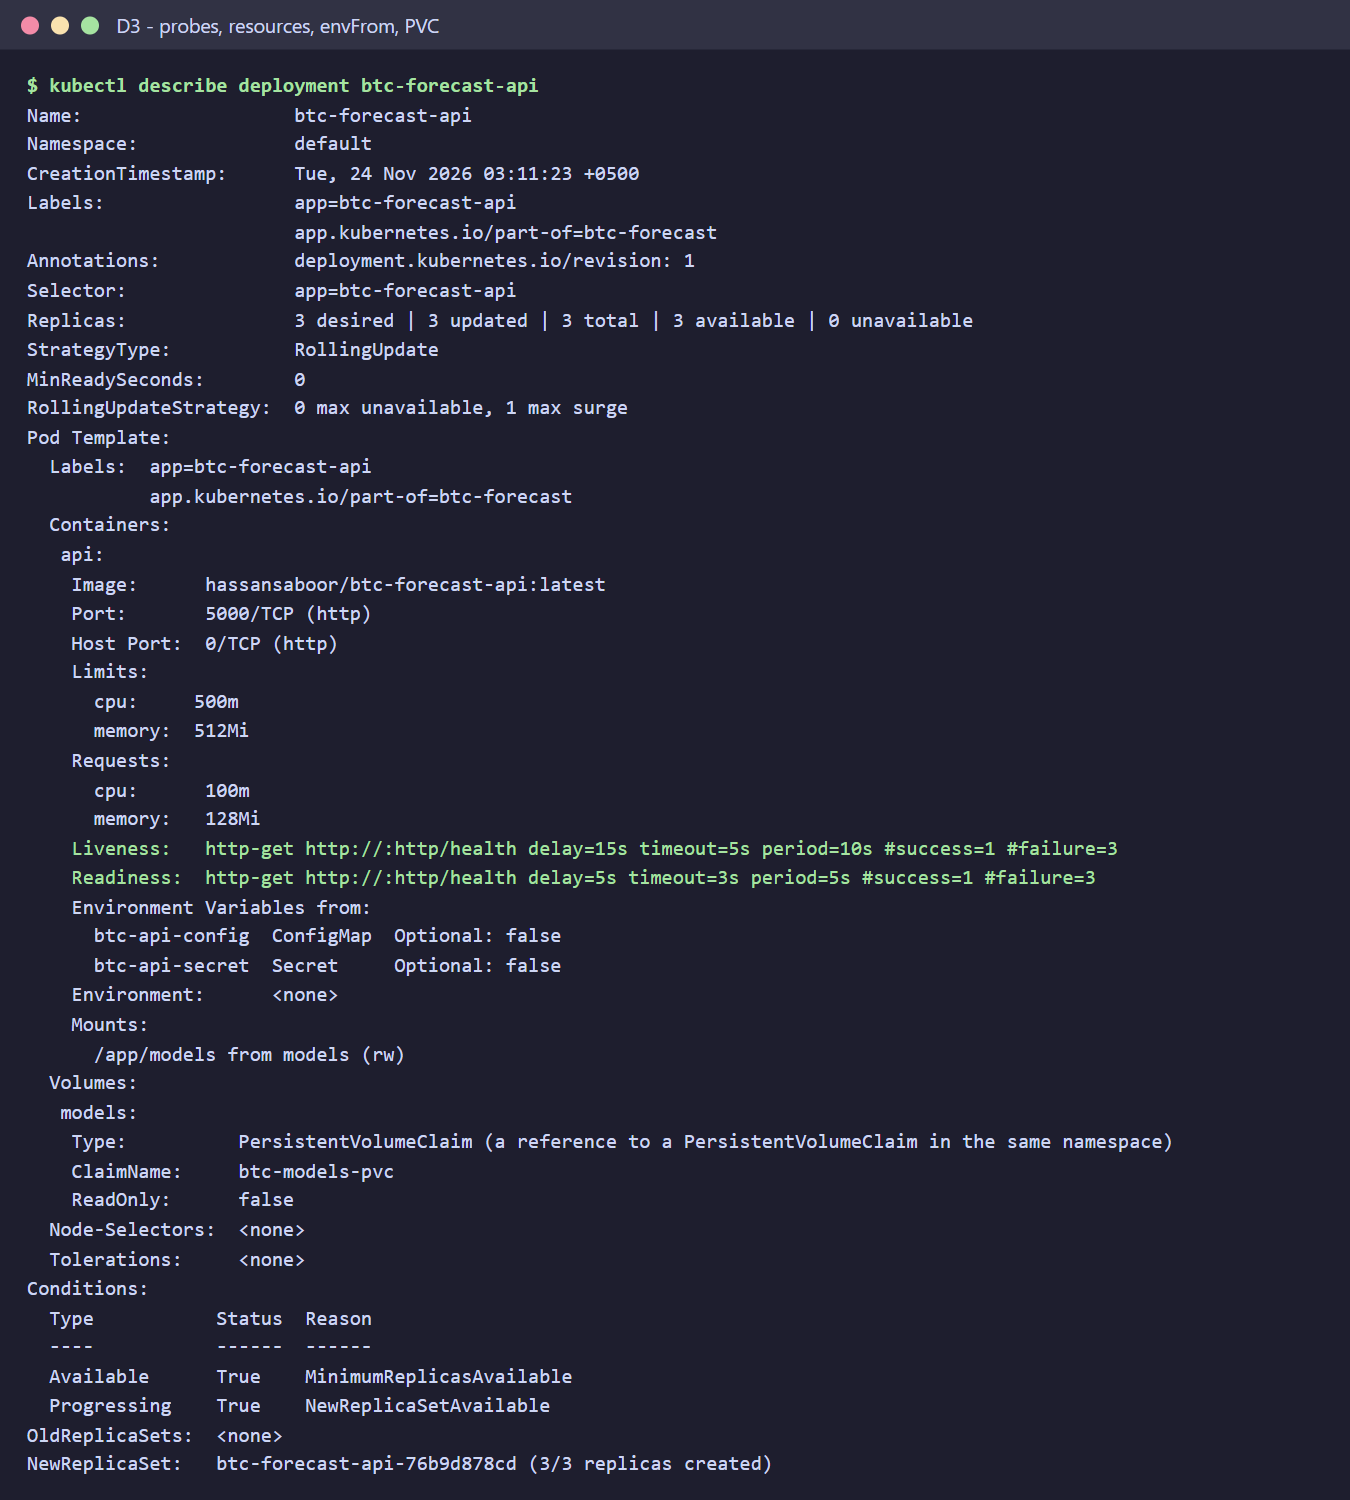 D3 - probes, resources, envFrom, PVC
$ kubectl describe deployment btc-forecast-api
Name:                   btc-forecast-api
Namespace:              default
CreationTimestamp:      Tue, 24 Nov 2026 03:11:23 +0500
Labels:                 app=btc-forecast-api
                        app.kubernetes.io/part-of=btc-forecast
Annotations:            deployment.kubernetes.io/revision: 1
Selector:               app=btc-forecast-api
Replicas:               3 desired | 3 updated | 3 total | 3 available | 0 unavailable
StrategyType:           RollingUpdate
MinReadySeconds:        0
RollingUpdateStrategy:  0 max unavailable, 1 max surge
Pod Template:
  Labels:  app=btc-forecast-api
           app.kubernetes.io/part-of=btc-forecast
  Containers:
   api:
    Image:      hassansaboor/btc-forecast-api:latest
    Port:       5000/TCP (http)
    Host Port:  0/TCP (http)
    Limits:
      cpu:     500m
      memory:  512Mi
    Requests:
      cpu:      100m
      memory:   128Mi
    Liveness:   http-get http://:http/health delay=15s timeout=5s period=10s #success=1 #failure=3
    Readiness:  http-get http://:http/health delay=5s timeout=3s period=5s #success=1 #failure=3
    Environment Variables from:
      btc-api-config  ConfigMap  Optional: false
      btc-api-secret  Secret     Optional: false
    Environment:      <none>
    Mounts:
      /app/models from models (rw)
  Volumes:
   models:
    Type:          PersistentVolumeClaim (a reference to a PersistentVolumeClaim in the same namespace)
    ClaimName:     btc-models-pvc
    ReadOnly:      false
  Node-Selectors:  <none>
  Tolerations:     <none>
Conditions:
  Type           Status  Reason
  ----           ------  ------
  Available      True    MinimumReplicasAvailable
  Progressing    True    NewReplicaSetAvailable
OldReplicaSets:  <none>
NewReplicaSet:   btc-forecast-api-76b9d878cd (3/3 replicas created)